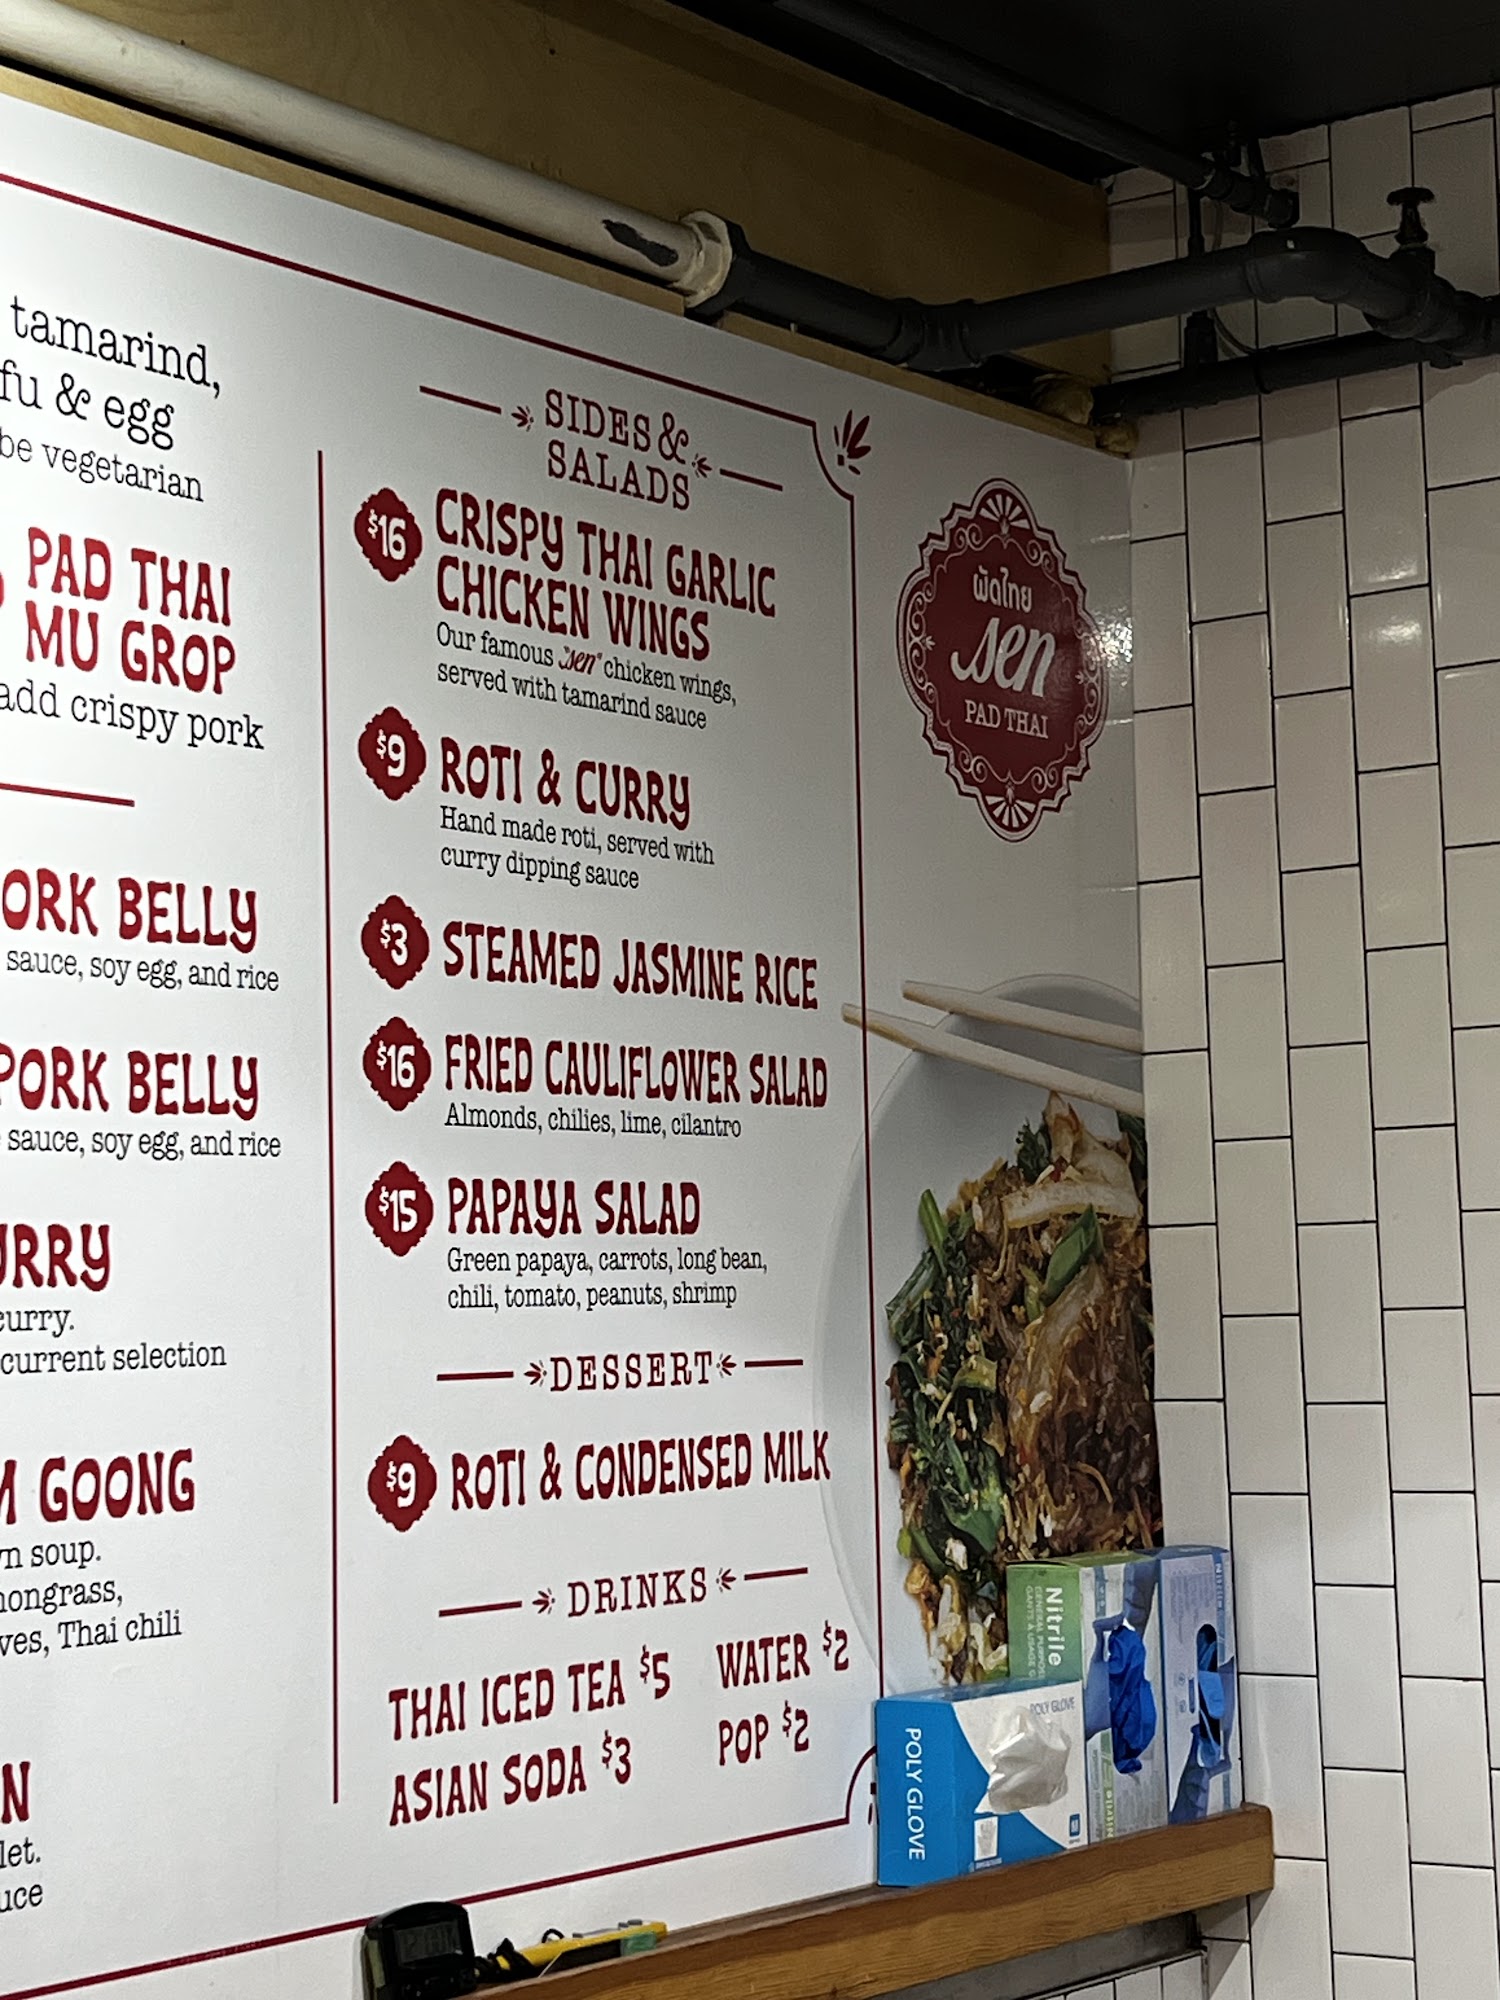 tamarind,
fu & egg
be vegetarian
PAD THAI
MU GROP
add crispy pork
ORK BELLY
sauce, soy egg, and rice
PORK BELLY
sauce, soy egg, and rice
URRY
curry.
current selection
M GOONG
n soup.
mongrass,
ves, Thai chili
N
let.
uce
SIDES &
SALADS
$16 CRISPY THAI GARLIC
CHICKEN WINGS
Our famous "sen" chicken wings,
served with tamarind sauce
$9 ROTI & CURRY
Hand made roti, served with
curry dipping sauce
$3 STEAMED JASMINE RICE
$16 FRIED CAULIFLOWER SALAD
Almonds, chilies, lime, cilantro
$15 PAPAYA SALAD
Green papaya, carrots, long bean,
chili, tomato, peanuts, shrimp
DESSERT
$9 ROTI & CONDENSED MILK
DRINKS
THAI ICED TEA $5 WATER $2
ASIAN SODA $3 POP $2
ผัดไทย
sen
PAD THAI
Nitrile
GENERAL PURPOSE
GANTS À USAGE G
POLY GLOVE
POLY GLOVE